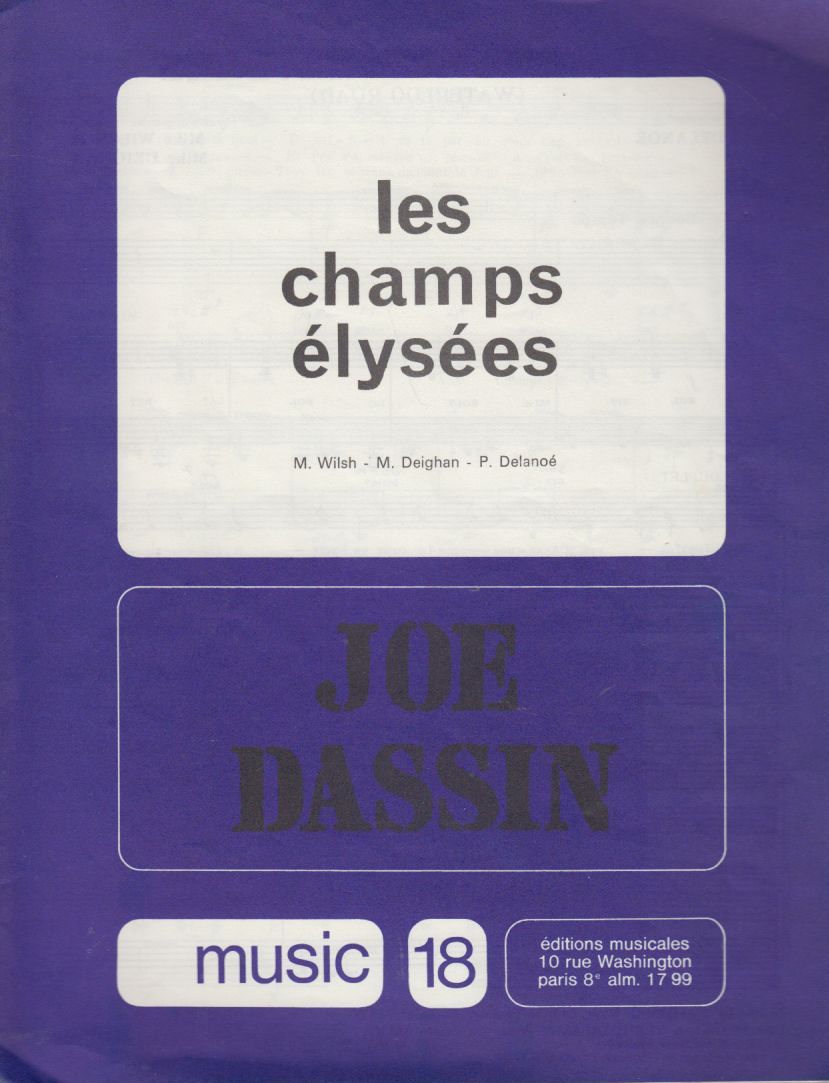 les
champs
élysées
M. Wilsh - M. Deighan - P. Delanoé
JOE
DASSIN
music 18
éditions musicales
10 rue Washington
paris 8e alm. 17 99